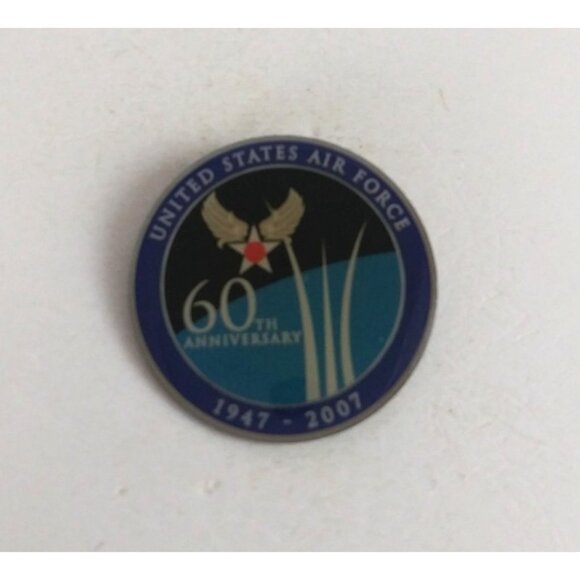 UNITED STATES AIR FORCE
60TH
ANNIVERSARY
1947 - 2007